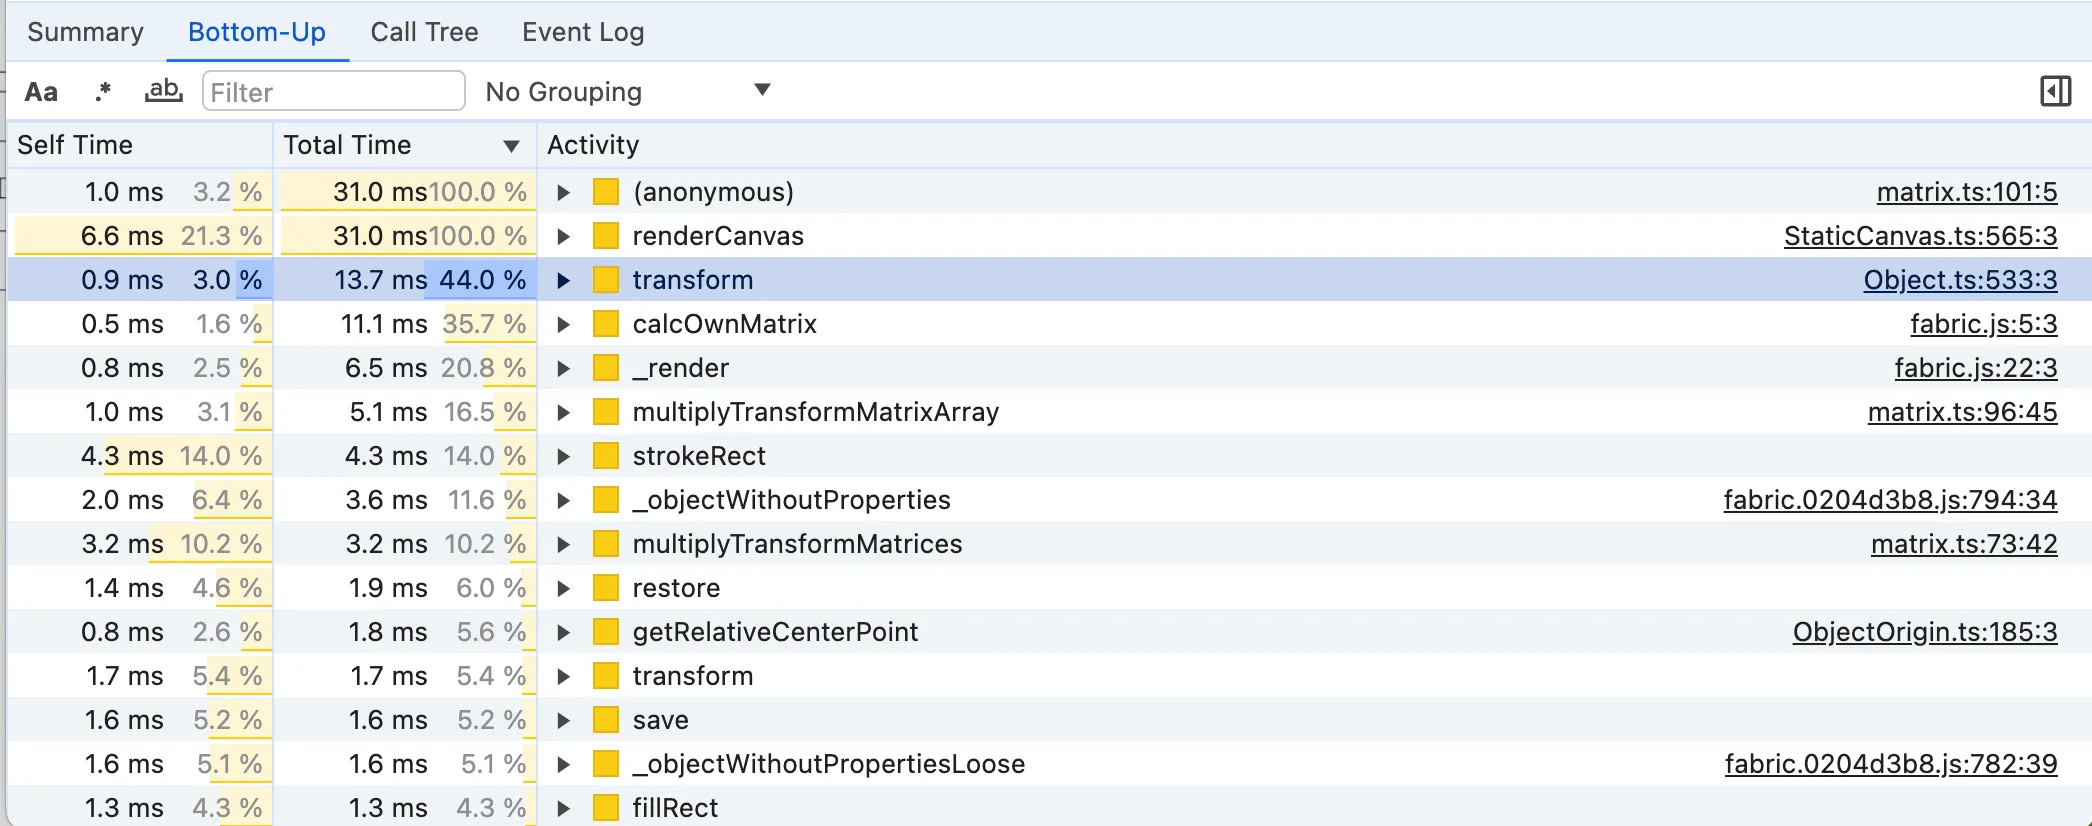 Summary Bottom-Up Call Tree Event Log
Aa .* ab Filter No Grouping ▼
Self Time Total Time ▼ Activity
1.0 ms 3.2 % 31.0 ms 100.0 % (anonymous) matrix.ts:101:5
6.6 ms 21.3 % 31.0 ms 100.0 % renderCanvas StaticCanvas.ts:565:3
0.9 ms 3.0 % 13.7 ms 44.0 % transform Object.ts:533:3
0.5 ms 1.6 % 11.1 ms 35.7 % calcOwnMatrix fabric.js:5:3
0.8 ms 2.5 % 6.5 ms 20.8 % _render fabric.js:22:3
1.0 ms 3.1 % 5.1 ms 16.5 % multiplyTransformMatrixArray matrix.ts:96:45
4.3 ms 14.0 % 4.3 ms 14.0 % strokeRect
2.0 ms 6.4 % 3.6 ms 11.6 % _objectWithoutProperties fabric.0204d3b8.js:794:34
3.2 ms 10.2 % 3.2 ms 10.2 % multiplyTransformMatrices matrix.ts:73:42
1.4 ms 4.6 % 1.9 ms 6.0 % restore
0.8 ms 2.6 % 1.8 ms 5.6 % getRelativeCenterPoint ObjectOrigin.ts:185:3
1.7 ms 5.4 % 1.7 ms 5.4 % transform
1.6 ms 5.2 % 1.6 ms 5.2 % save
1.6 ms 5.1 % 1.6 ms 5.1 % _objectWithoutPropertiesLoose fabric.0204d3b8.js:782:39
1.3 ms 4.3 % 1.3 ms 4.3 % fillRect